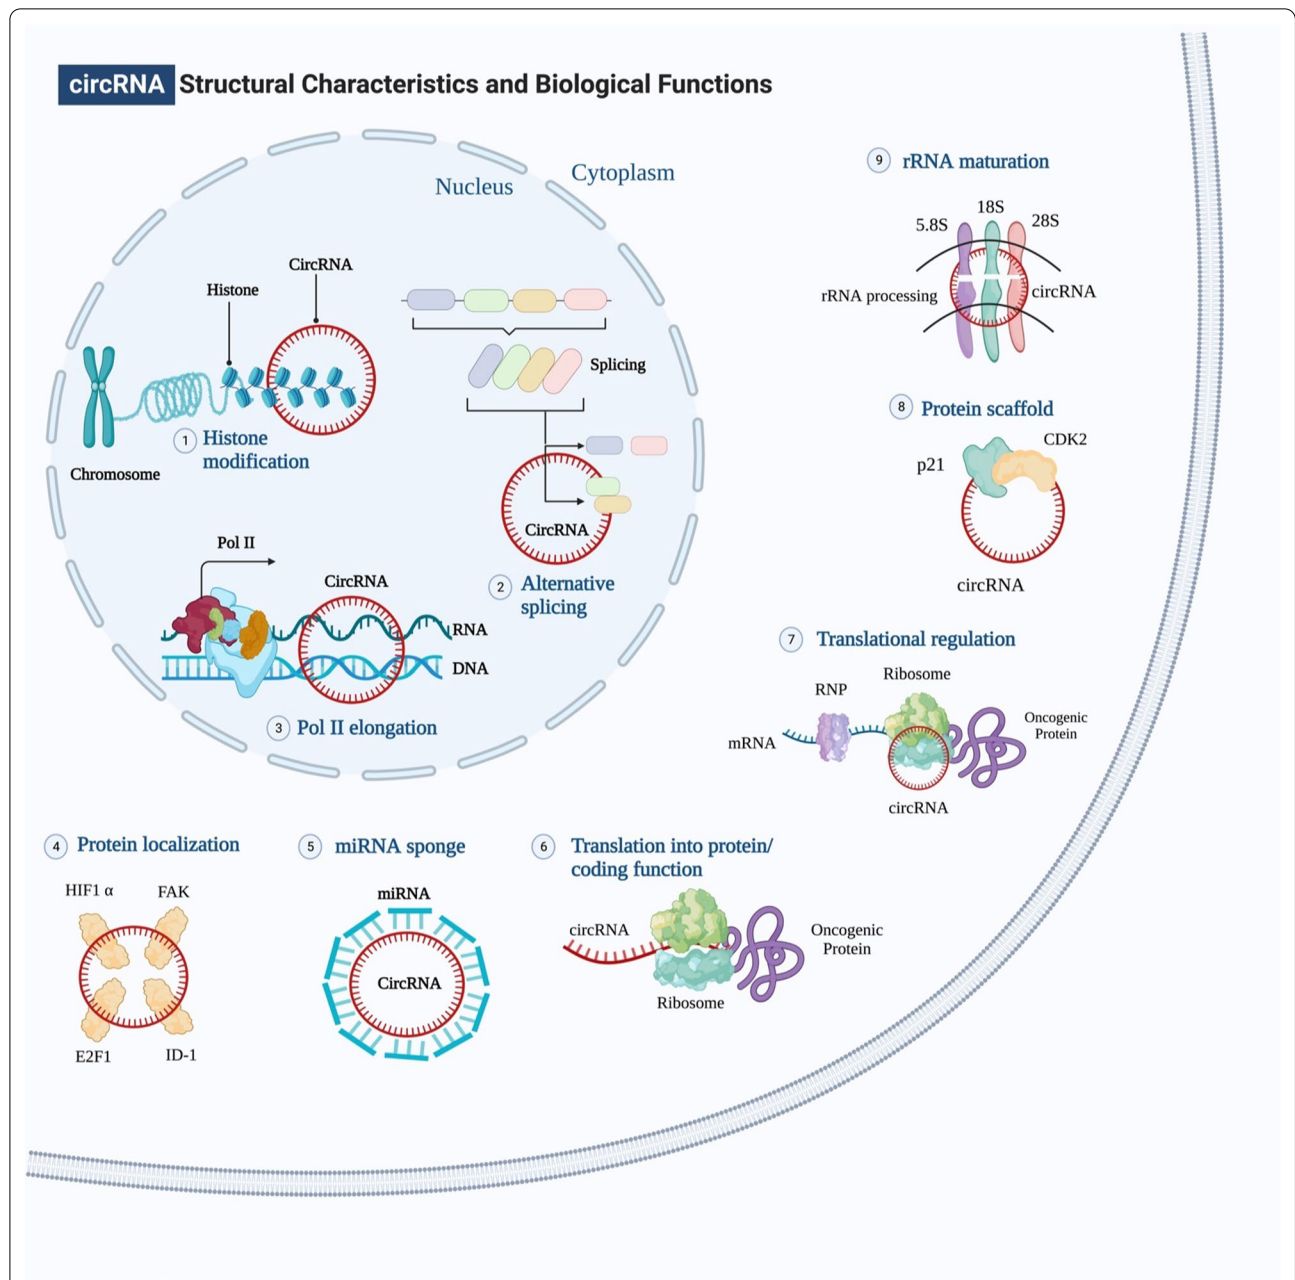 circRNA Structural Characteristics and Biological Functions
Nucleus
Cytoplasm
CircRNA
Histone
Chromosome
1 Histone
modification
Splicing
CircRNA
2 Alternative
splicing
Pol II
CircRNA
RNA
DNA
3 Pol II elongation
9 rRNA maturation
18S
5.8S
28S
rRNA processing
circRNA
8 Protein scaffold
CDK2
p21
circRNA
7 Translational regulation
Ribosome
RNP
Oncogenic
Protein
mRNA
circRNA
4 Protein localization
HIF1 α
FAK
E2F1
ID-1
5 miRNA sponge
miRNA
CircRNA
6 Translation into protein/
coding function
circRNA
Oncogenic
Protein
Ribosome